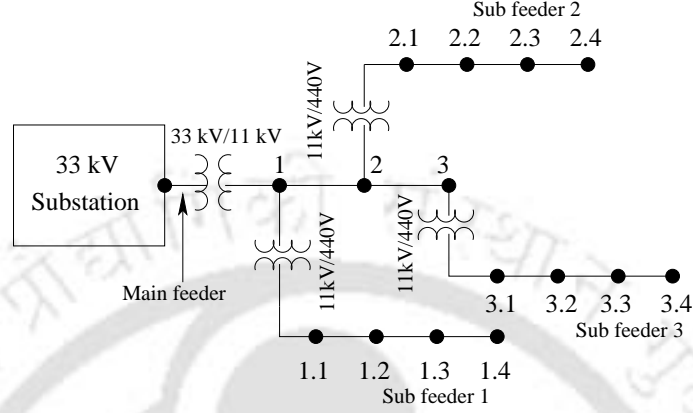 Sub feeder 2
2.1 2.2 2.3 2.4
11kV/440V
33 kV/11 kV
33 kV
Substation
1 2 3
11kV/440V
11kV/440V
Main feeder
3.1 3.2 3.3 3.4
Sub feeder 3
1.1 1.2 1.3 1.4
Sub feeder 1